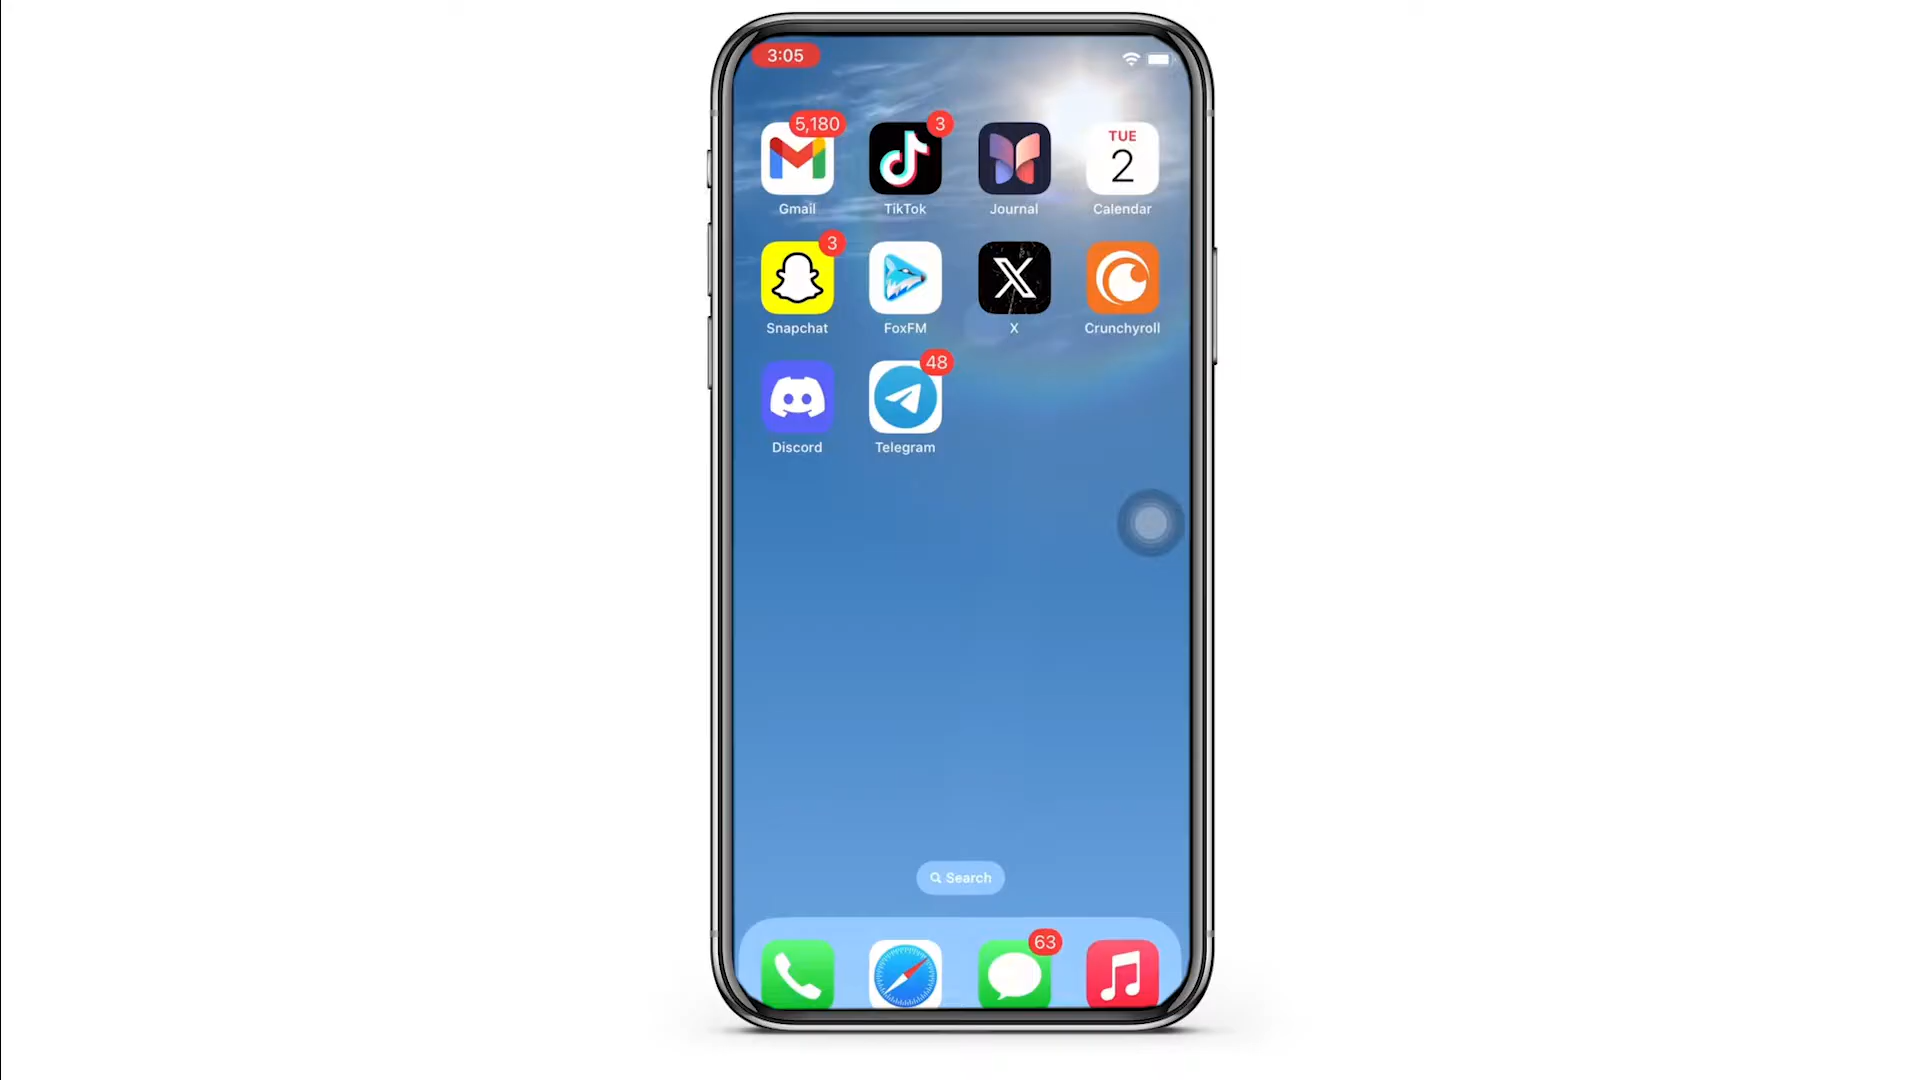 3:05
5,180
3
TUE
2
Gmail
TikTok
Journal
Calendar
3
X
Snapchat
FoxFM
X
Crunchyroll
48
Discord
Telegram
Search
63